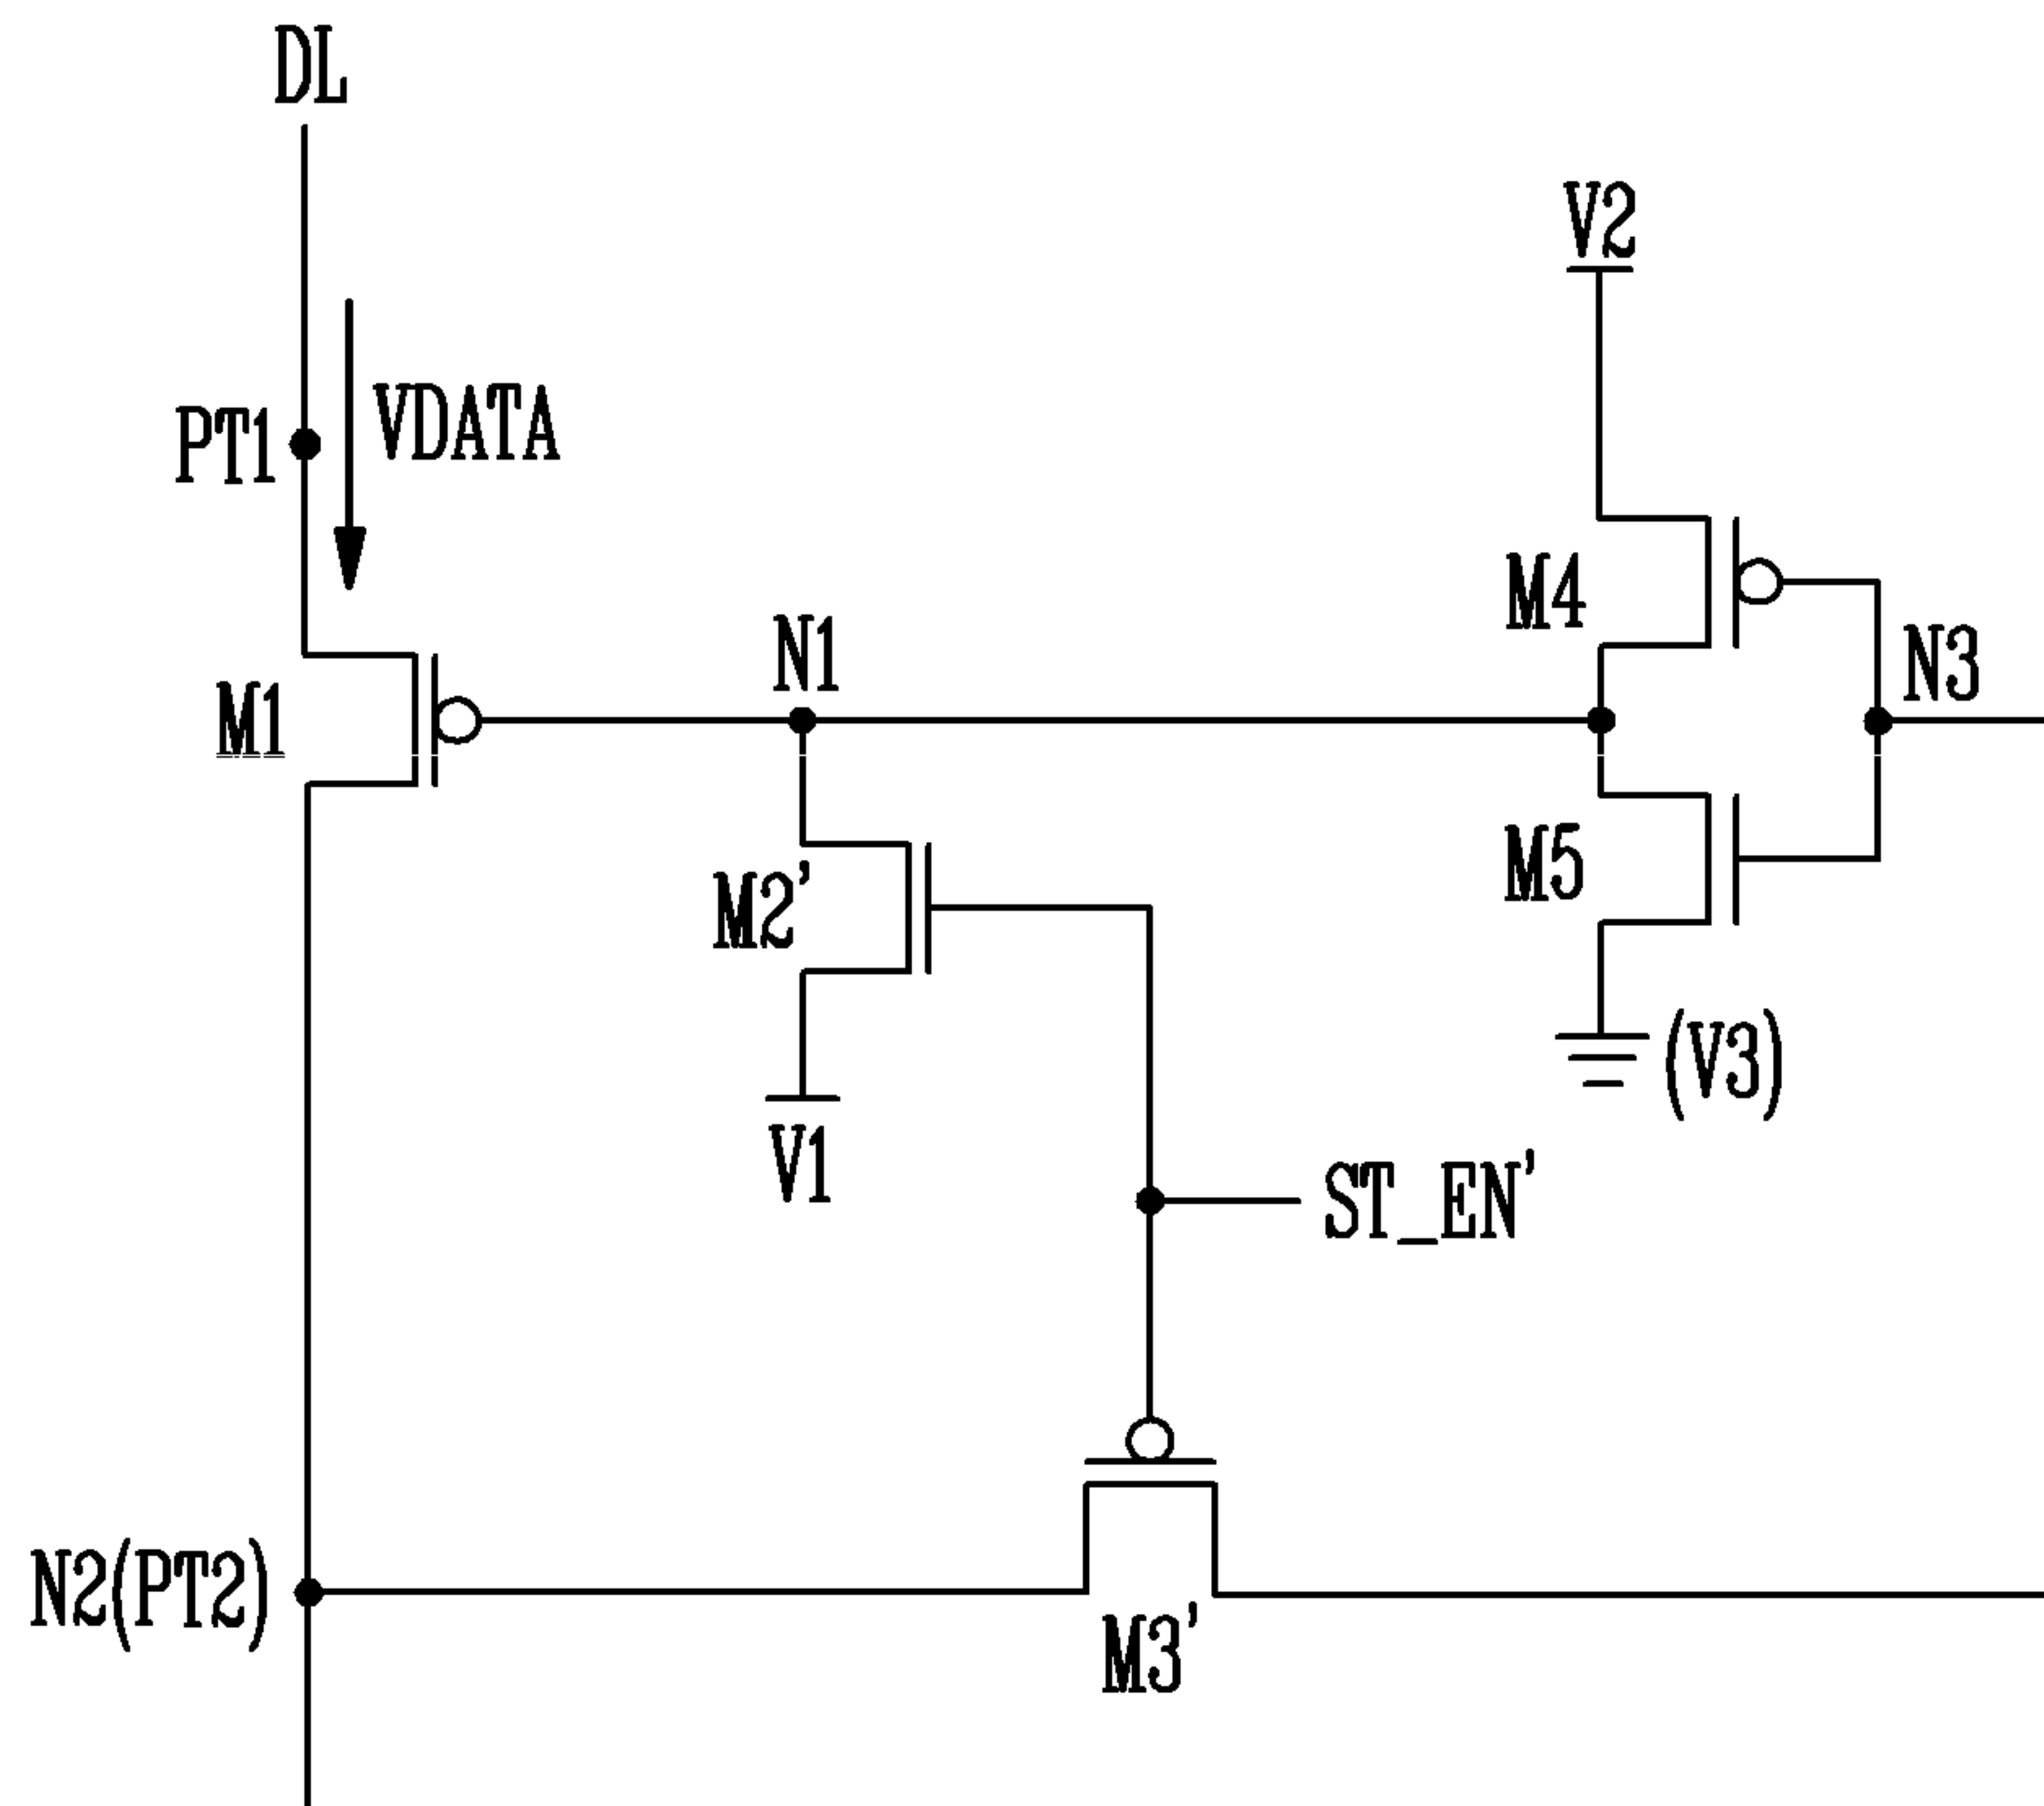 DL
V2
PT1
VDATA
M4
N1
N3
M1
M5
M2'
(V3)
V1
ST_EN'
N2(PT2)
M3'